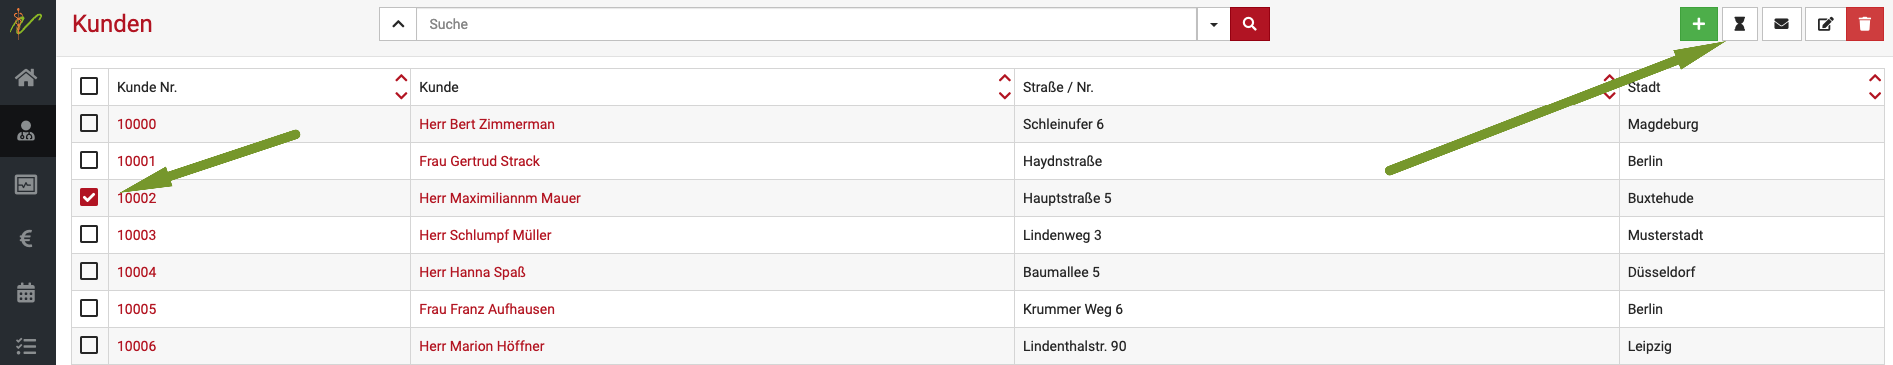 Kunden
Suche
Kunde Nr. Kunde Straße / Nr. Stadt
10000 Herr Bert Zimmerman Schleinufer 6 Magdeburg
10001 Frau Gertrud Strack Haydnstraße Berlin
10002 Herr Maximiliannm Mauer Hauptstraße 5 Buxtehude
10003 Herr Schlumpf Müller Lindenweg 3 Musterstadt
10004 Herr Hanna Spaß Baumallee 5 Düsseldorf
10005 Frau Franz Aufhausen Krummer Weg 6 Berlin
10006 Herr Marion Höffner Lindenthalstr. 90 Leipzig